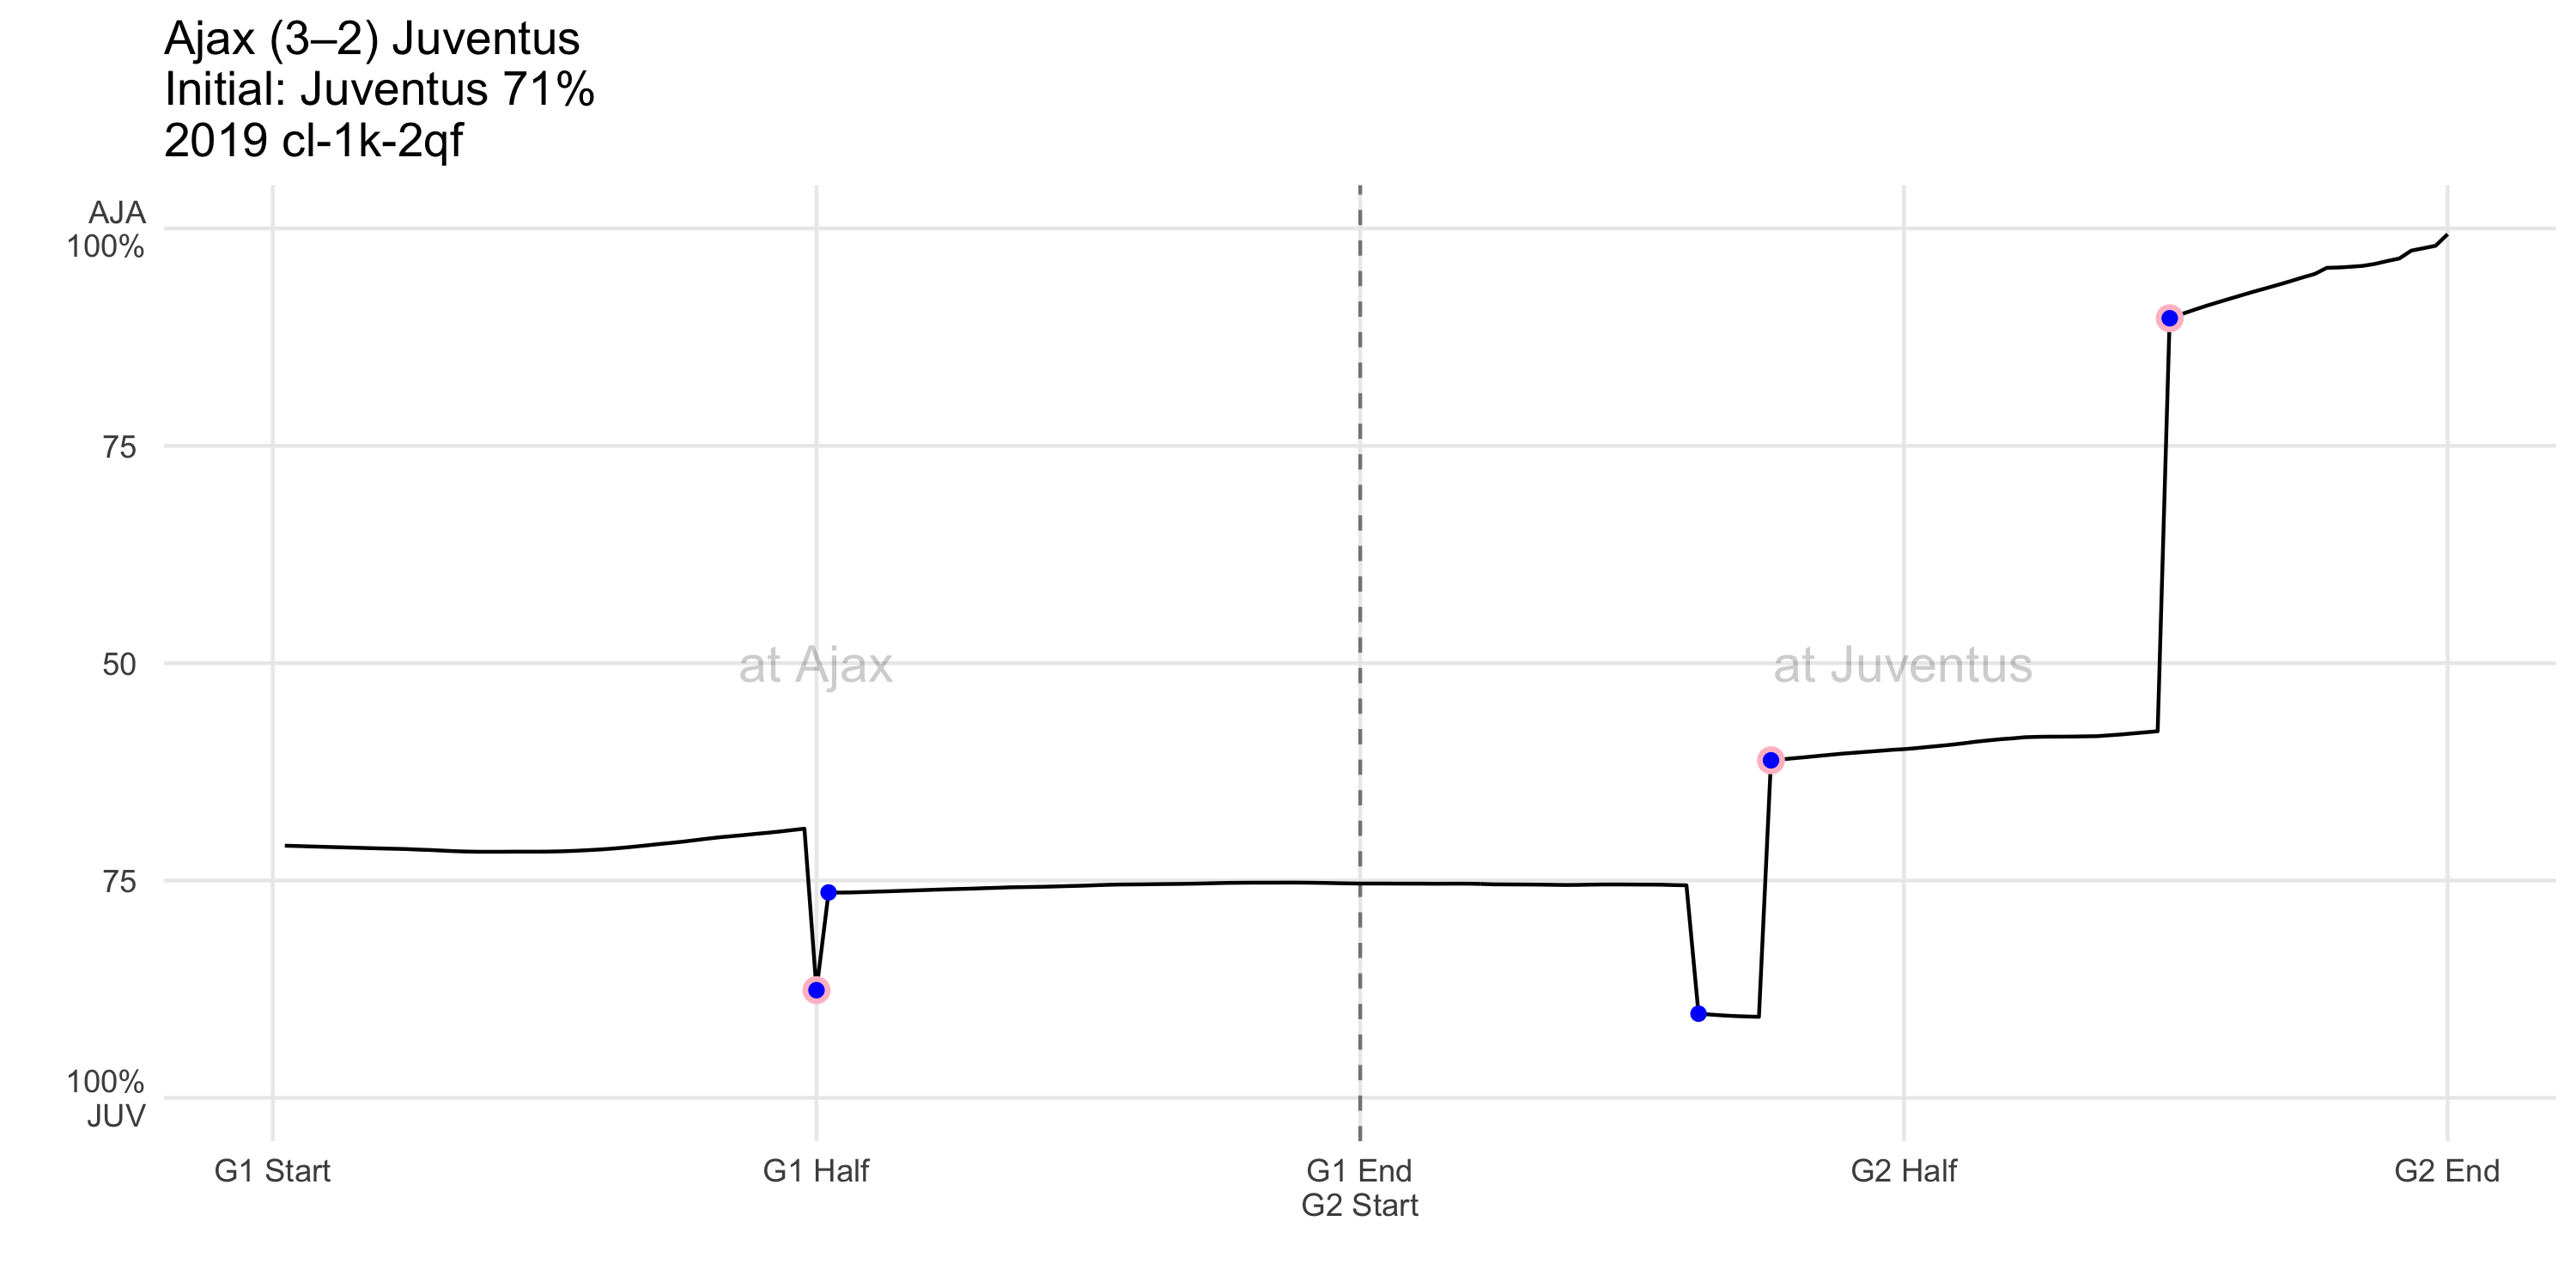 Ajax (3–2) Juventus
Initial: Juventus 71%
2019 cl-1k-2qf
AJA
100%
75
50
75
100%
JUV
at Ajax
at Juventus
G1 Start
G1 Half
G1 End
G2 Start
G2 Half
G2 End